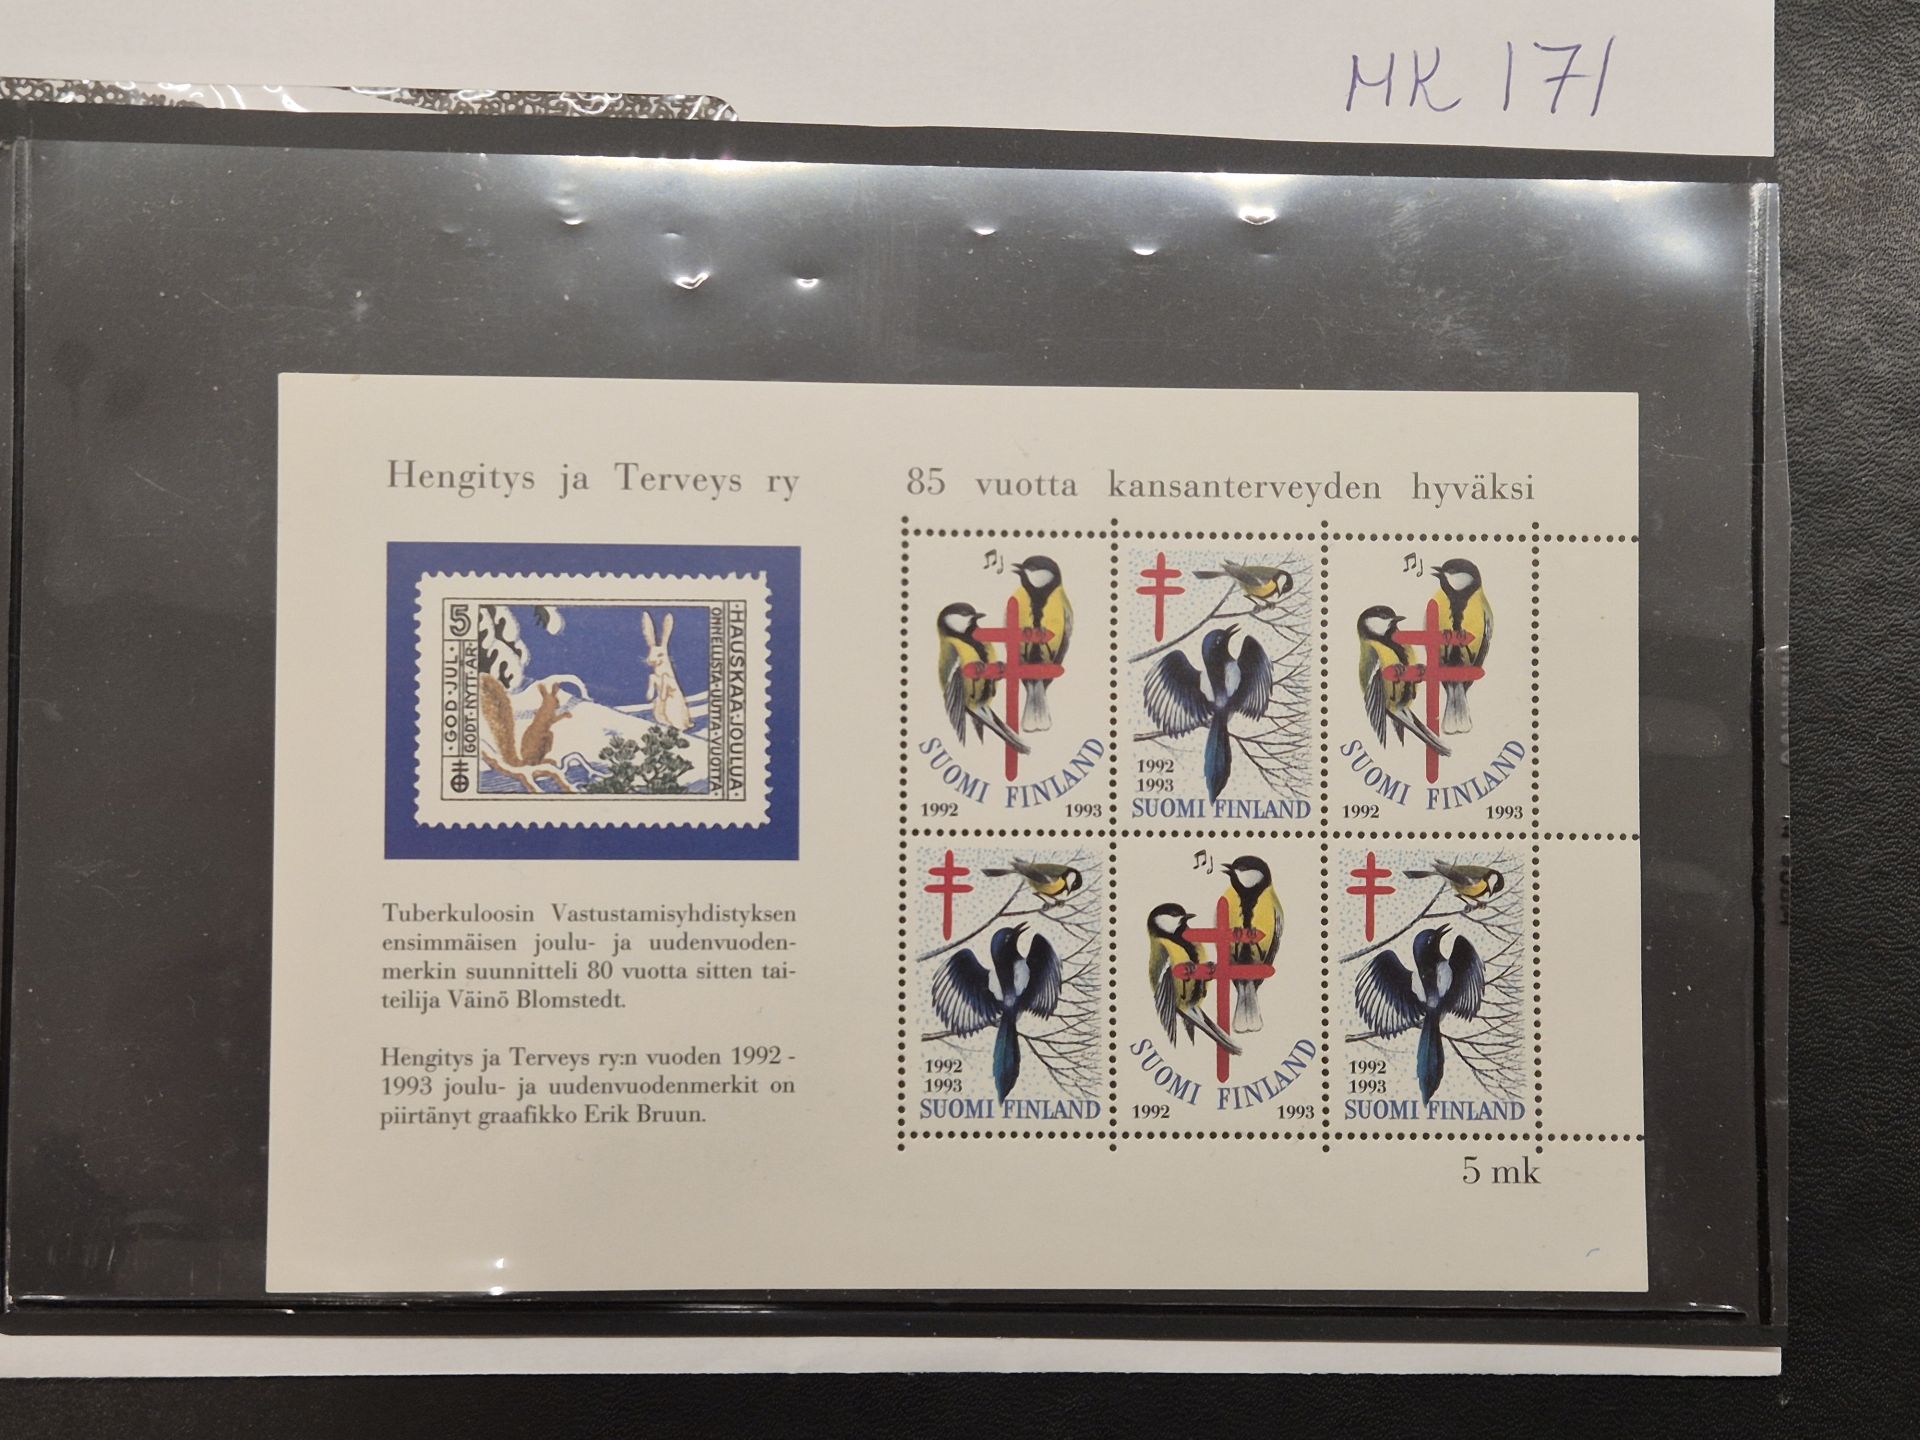 MK 171
Hengitys ja Terveys ry
85 vuotta kansanterveyden hyväksi
5
GOD·JUL·
GODT·NYTT·ÅR·
·HAUSKAA·JOULUA·
ONNELLISTA·UUTTA·VUOTTA·
SUOMI FINLAND
1992 1993
1992
1993
SUOMI FINLAND
SUOMI FINLAND
1992 1993
1992
1993
SUOMI FINLAND
SUOMI FINLAND
1992 1993
1992
1993
SUOMI FINLAND
5 mk
Tuberkuloosin Vastustamisyhdistyksen
ensimmäisen joulu- ja uudenvuoden-
merkin suunnitteli 80 vuotta sitten tai-
teilija Väinö Blomstedt.
Hengitys ja Terveys ry:n vuoden 1992 -
1993 joulu- ja uudenvuodenmerkit on
piirtänyt graafikko Erik Bruun.